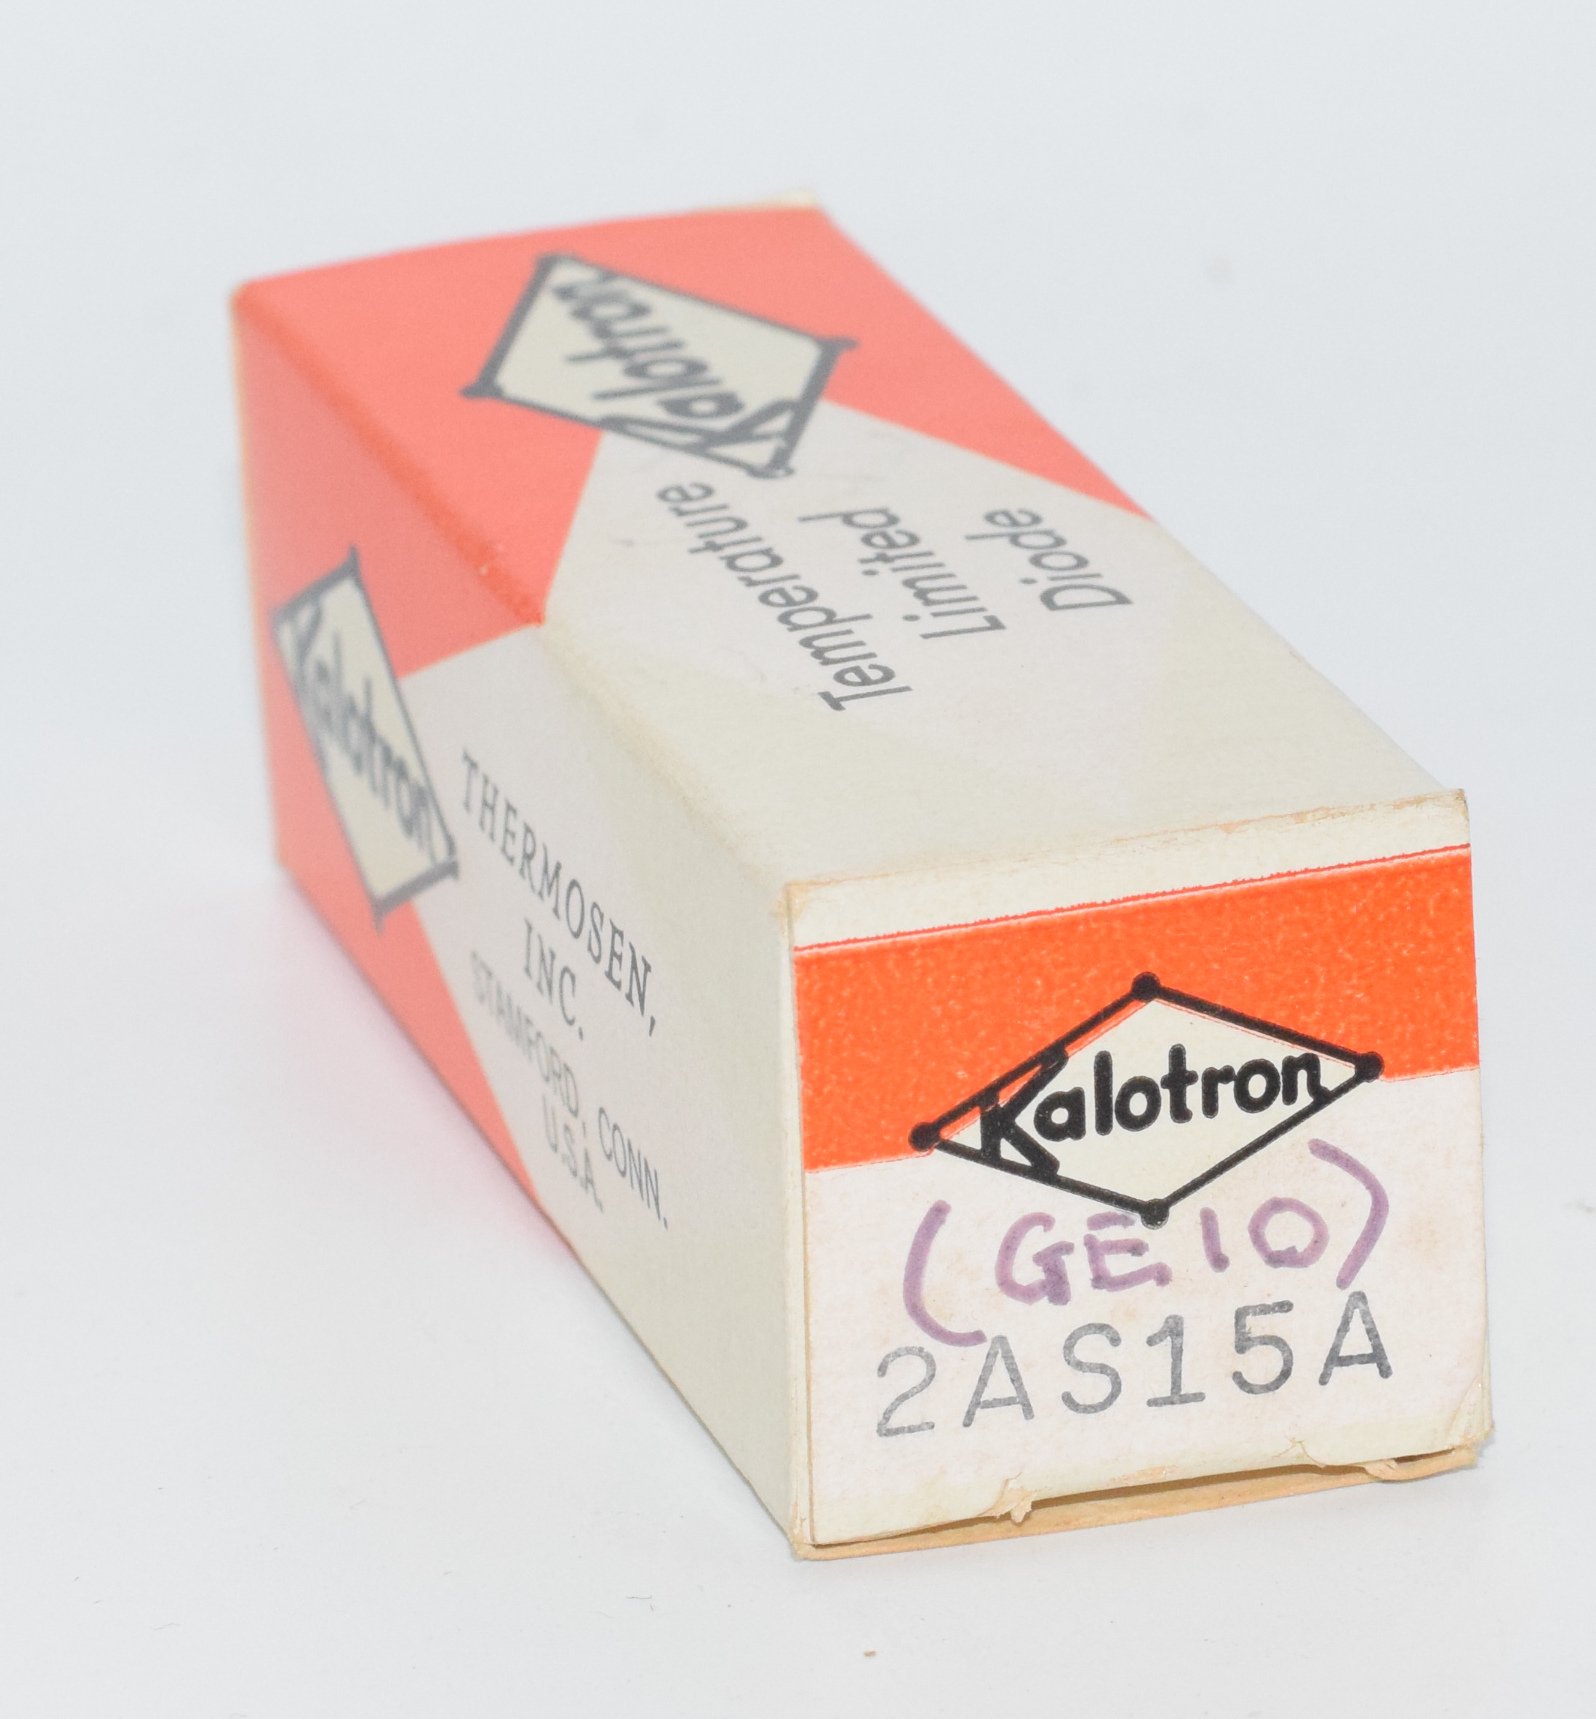 Kalotron
Temperature
Limited
Diode
Kalotron
THERMOSEN,
INC.
STAMFORD, CONN.
U.S.A.
Kalotron
(GE10)
2AS15A